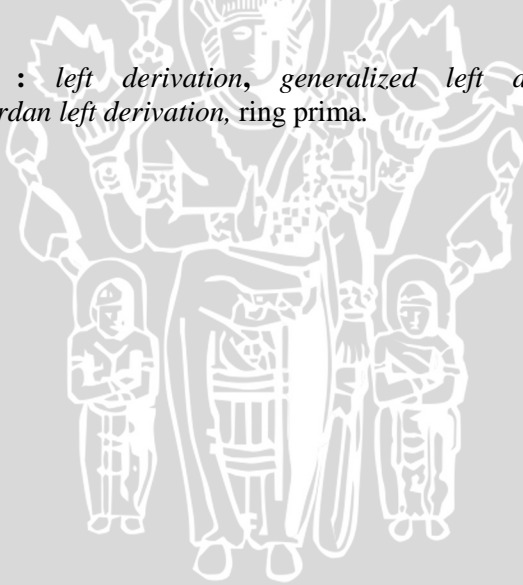 : left derivation, generalized left d
rdan left derivation, ring prima.